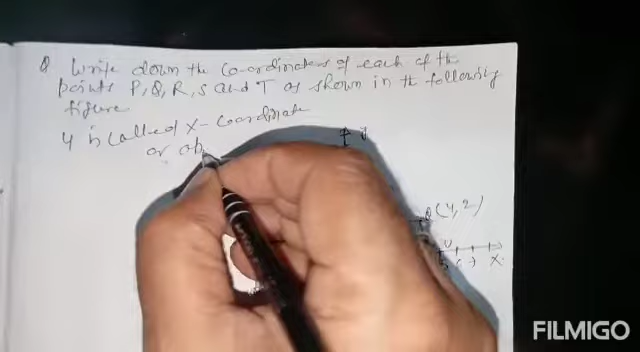 Q Write down the Co-ordinates of each of the
points P, Q, R, S and T as shown in the following
figure
4 is called X-Coordinate
or ab
y
Q(4,2)
X
FILMIGO